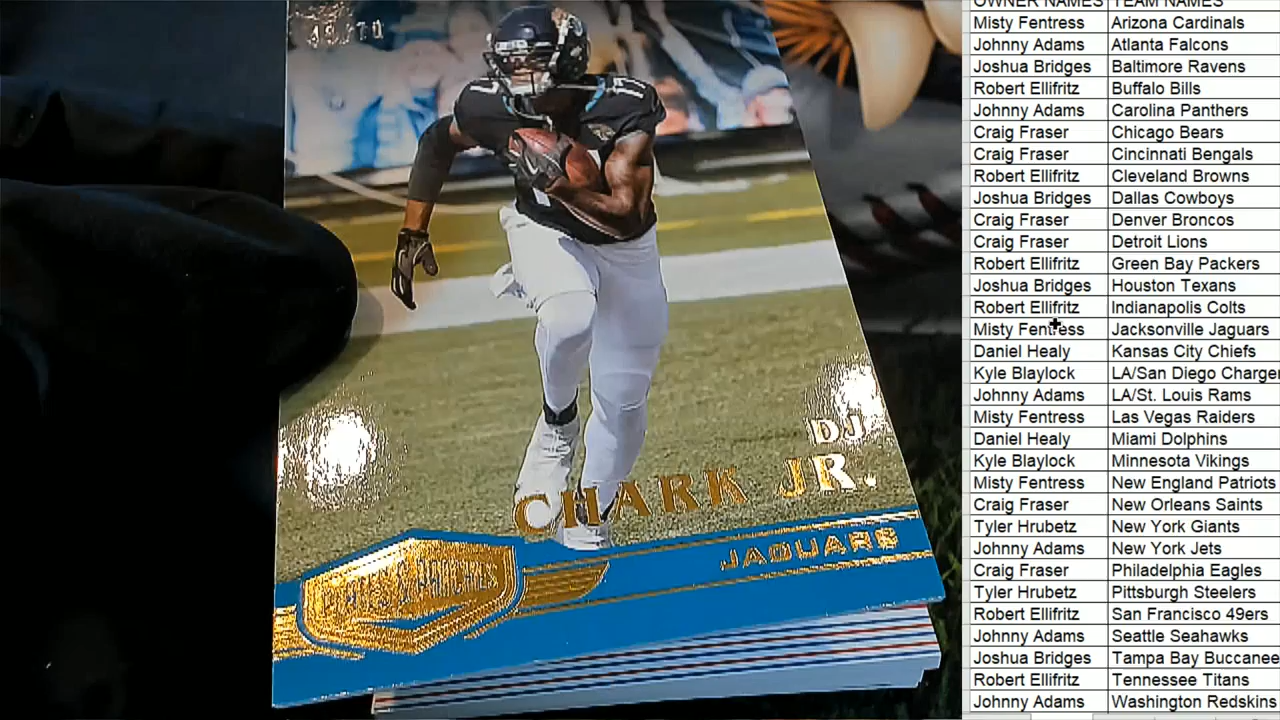 17
DJ
CHARK JR.
JAGUARS
OWNER NAMES TEAM NAMES
Misty Fentress Arizona Cardinals
Johnny Adams Atlanta Falcons
Joshua Bridges Baltimore Ravens
Robert Ellifritz Buffalo Bills
Johnny Adams Carolina Panthers
Craig Fraser Chicago Bears
Craig Fraser Cincinnati Bengals
Robert Ellifritz Cleveland Browns
Joshua Bridges Dallas Cowboys
Craig Fraser Denver Broncos
Craig Fraser Detroit Lions
Robert Ellifritz Green Bay Packers
Joshua Bridges Houston Texans
Robert Ellifritz Indianapolis Colts
Misty Fentress Jacksonville Jaguars
Daniel Healy Kansas City Chiefs
Kyle Blaylock LA/San Diego Charge
Johnny Adams LA/St. Louis Rams
Misty Fentress Las Vegas Raiders
Daniel Healy Miami Dolphins
Kyle Blaylock Minnesota Vikings
Misty Fentress New England Patriots
Craig Fraser New Orleans Saints
Tyler Hrubetz New York Giants
Johnny Adams New York Jets
Craig Fraser Philadelphia Eagles
Tyler Hrubetz Pittsburgh Steelers
Robert Ellifritz San Francisco 49ers
Johnny Adams Seattle Seahawks
Joshua Bridges Tampa Bay Buccanee
Robert Ellifritz Tennessee Titans
Johnny Adams Washington Redskins